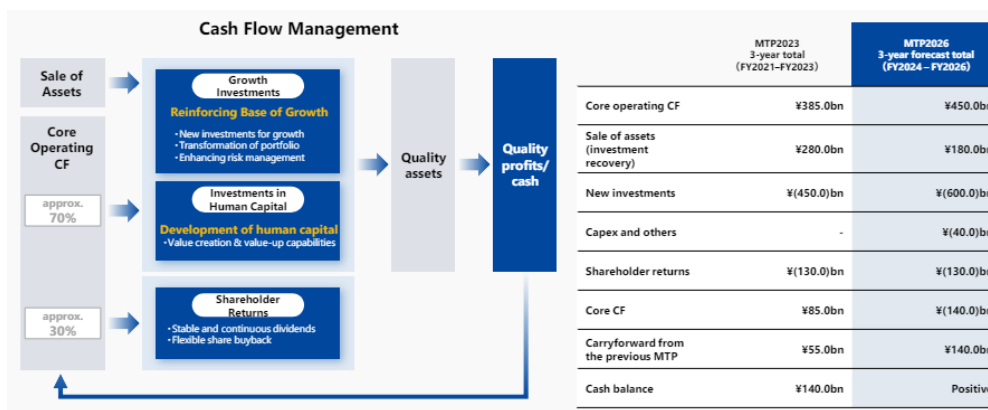 Cash Flow Management
Sale of
Assets
Core
Operating
CF
approx.
70%
approx.
30%
Growth
Investments
Reinforcing Base of Growth
・New investments for growth
・Transformation of portfolio
・Enhancing risk management
Investments in
Human Capital
Development of human capital
・Value creation & value-up capabilities
Shareholder
Returns
・Stable and continuous dividends
・Flexible share buyback
Quality
assets
Quality
profits/
cash
MTP2023
3-year total
(FY2021–FY2023)
MTP2026
3-year forecast total
(FY2024 – FY2026)
Core operating CF ¥385.0bn ¥450.0bn
Sale of assets
(investment
recovery) ¥280.0bn ¥180.0bn
New investments ¥(450.0)bn ¥(600.0)bn
Capex and others - ¥(40.0)bn
Shareholder returns ¥(130.0)bn ¥(130.0)bn
Core CF ¥85.0bn ¥(140.0)bn
Carryforward from
the previous MTP ¥55.0bn ¥140.0bn
Cash balance ¥140.0bn Positive